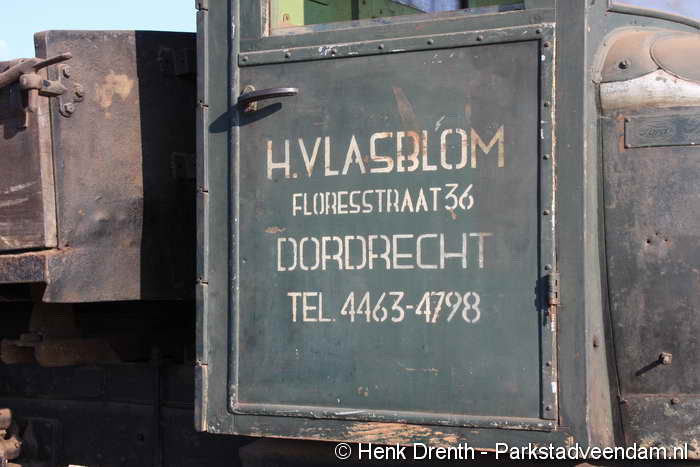 H.VLASBLOM
FLORESSTRAAT 36
DORDRECHT
TEL. 4463-4798
© Henk Drenth - Parkstadveendam.nl